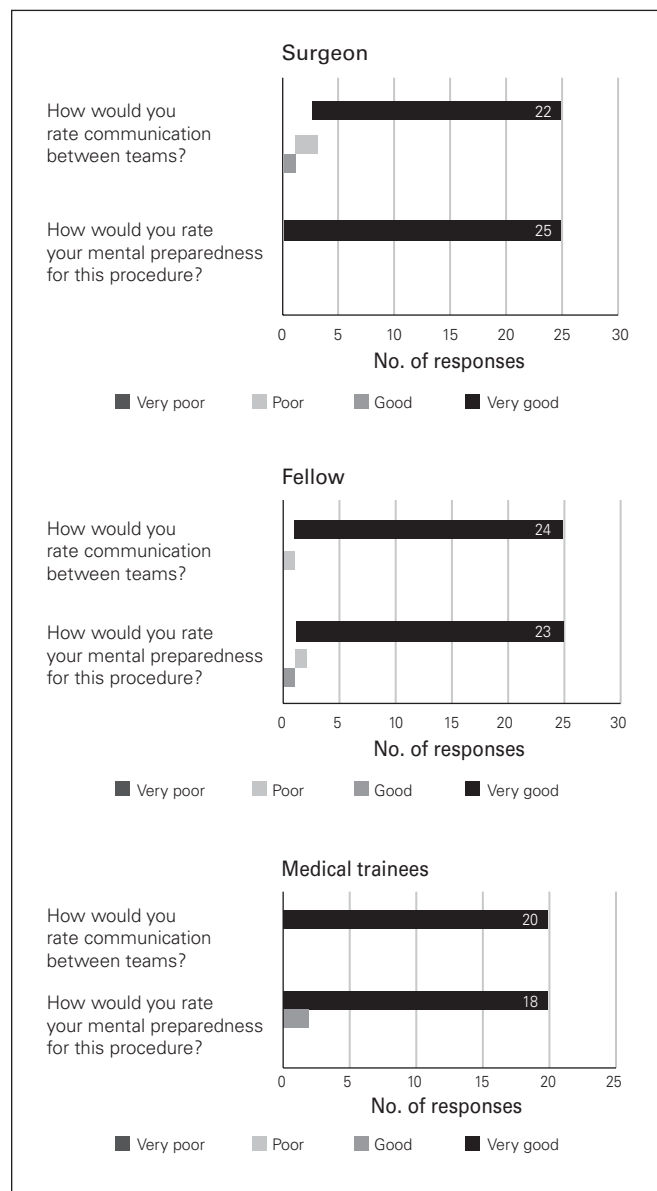 Surgeon
How would you
rate communication
between teams?
22
How would you rate
your mental preparedness
for this procedure?
25
0 5 10 15 20 25 30
No. of responses
Very poor Poor Good Very good
Fellow
How would you
rate communication
between teams?
24
How would you rate
your mental preparedness
for this procedure?
23
0 5 10 15 20 25 30
No. of responses
Very poor Poor Good Very good
Medical trainees
How would you
rate communication
between teams?
20
How would you rate
your mental preparedness
for this procedure?
18
0 5 10 15 20 25
No. of responses
Very poor Poor Good Very good